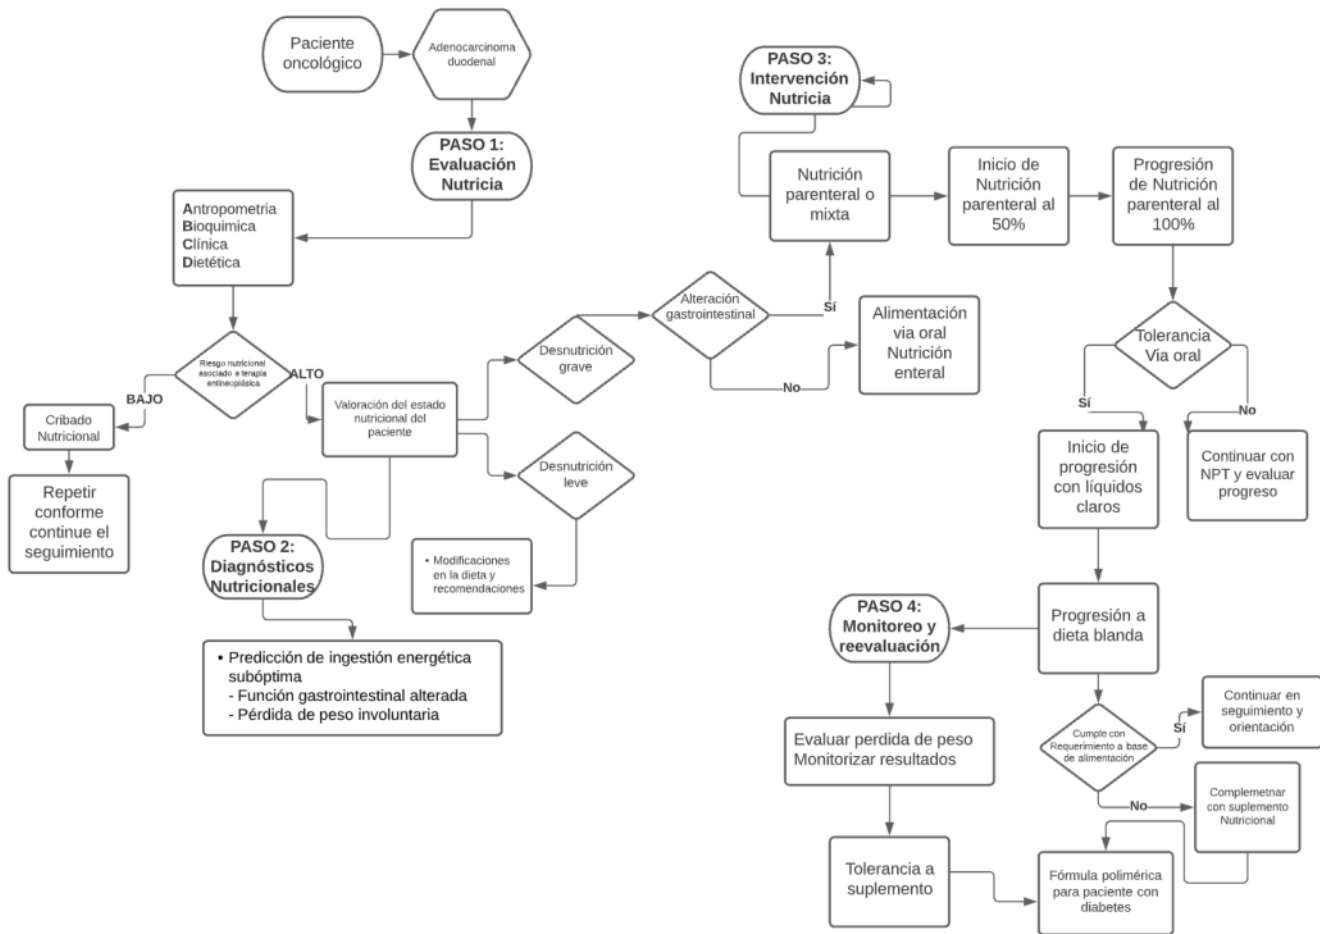 Paciente
oncológico
Adenocarcinoma
duodenal
PASO 1:
Evaluación
Nutricia
Antropometria
Bioquimica
Clínica
Dietética
Riesgo nutricional
asociado a terapia
antineoplásica
BAJO
ALTO
Cribado
Nutricional
Repetir
conforme
continue el
seguimiento
Valoración del estado
nutricional del
paciente
PASO 2:
Diagnósticos
Nutricionales
• Predicción de ingestión energética
subóptima
- Función gastrointestinal alterada
- Pérdida de peso involuntaria
Desnutrición
grave
Desnutrición
leve
• Modificaciones
en la dieta y
recomendaciones
Alteración
gastrointestinal
Sí
No
Alimentación
via oral
Nutrición
enteral
PASO 3:
Intervención
Nutricia
Nutrición
parenteral o
mixta
Inicio de
Nutrición
parenteral al
50%
Progresión
de Nutrición
parenteral al
100%
Tolerancia
Via oral
Sí
No
Inicio de
progresión
con líquidos
claros
Continuar con
NPT y evaluar
progreso
Progresión a
dieta blanda
PASO 4:
Monitoreo y
reevaluación
Evaluar perdida de peso
Monitorizar resultados
Tolerancia a
suplemento
Cumple con
Requerimiento a base
de alimentación
Sí
No
Continuar en
seguimiento y
orientación
Complemetnar
con suplemento
Nutricional
Fórmula polimérica
para paciente con
diabetes